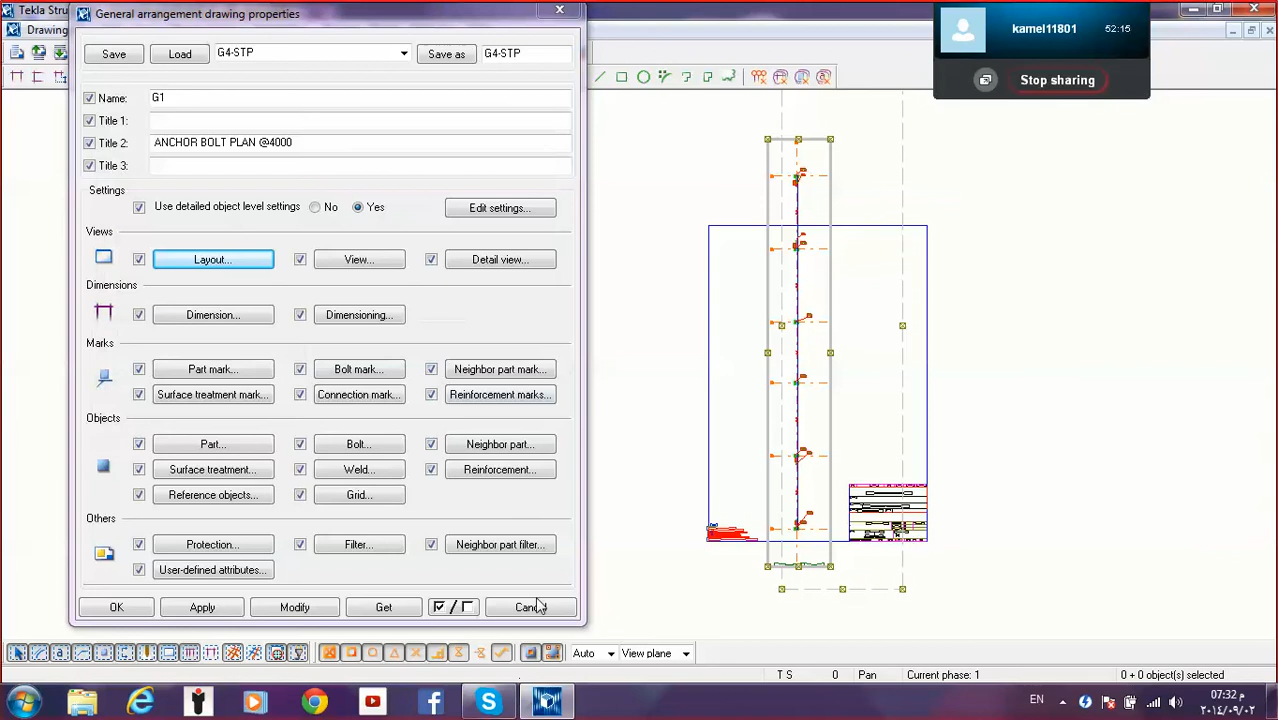 Tekla Stru
General arrangement drawing properties
kamel11801
52:15
Stop sharing
Drawing
Save
Load
G4-STP
Save as
G4-STP
Name:
G1
Title 1:
Title 2:
ANCHOR BOLT PLAN @4000
Title 3:
Settings
Use detailed object level settings
No
Yes
Edit settings...
Views
Layout...
View...
Detail view...
Dimensions
Dimension...
Dimensioning...
Marks
Part mark...
Bolt mark...
Neighbor part mark...
Surface treatment mark...
Connection mark...
Reinforcement marks...
Objects
Part...
Bolt...
Neighbor part...
Surface treatment...
Weld...
Reinforcement...
Reference objects...
Grid...
Others
Protection...
Filter...
Neighbor part filter...
User-defined attributes...
OK
Apply
Modify
Get
Cancel
Auto
View plane
T S
0
Pan
Current phase: 1
0 + 0 object(s) selected
EN
07:32 م
٢٠١٤/٠٩/٠٢